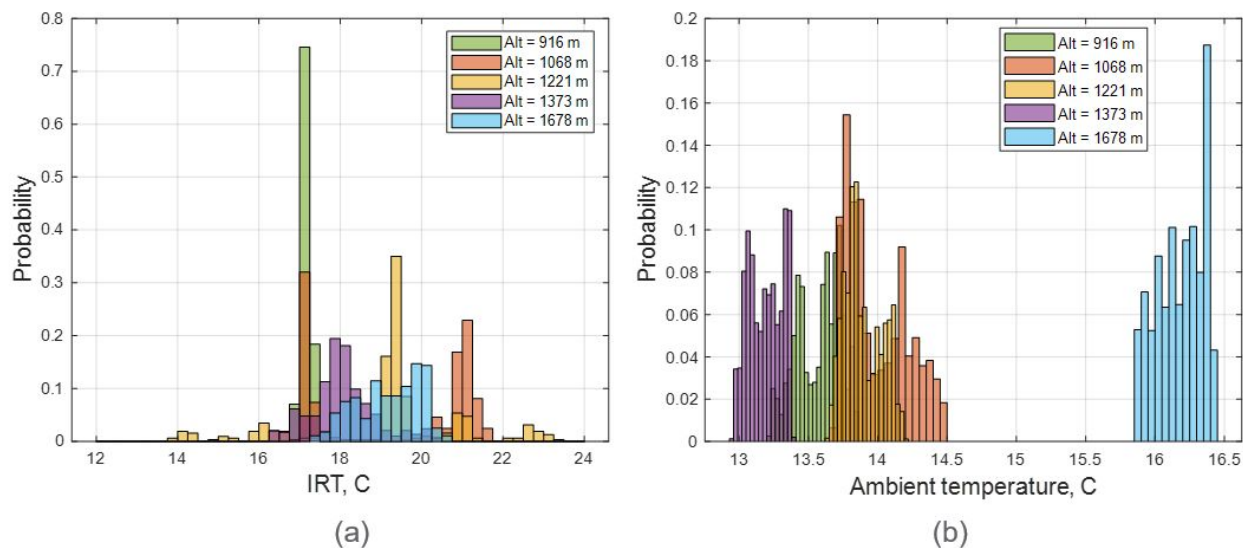 0.8
0.7
0.6
0.5
0.4
0.3
0.2
0.1
0
Probability
12 14 16 18 20 22 24
IRT, C
Alt = 916 m
Alt = 1068 m
Alt = 1221 m
Alt = 1373 m
Alt = 1678 m
(a)
0.2
0.18
0.16
0.14
0.12
0.1
0.08
0.06
0.04
0.02
0
Probability
13 13.5 14 14.5 15 15.5 16 16.5
Ambient temperature, C
Alt = 916 m
Alt = 1068 m
Alt = 1221 m
Alt = 1373 m
Alt = 1678 m
(b)